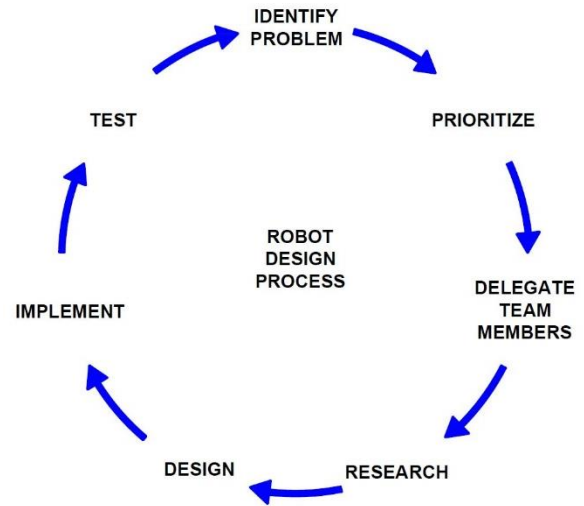 IDENTIFY
PROBLEM
PRIORITIZE
DELEGATE
TEAM
MEMBERS
RESEARCH
DESIGN
IMPLEMENT
TEST
ROBOT
DESIGN
PROCESS